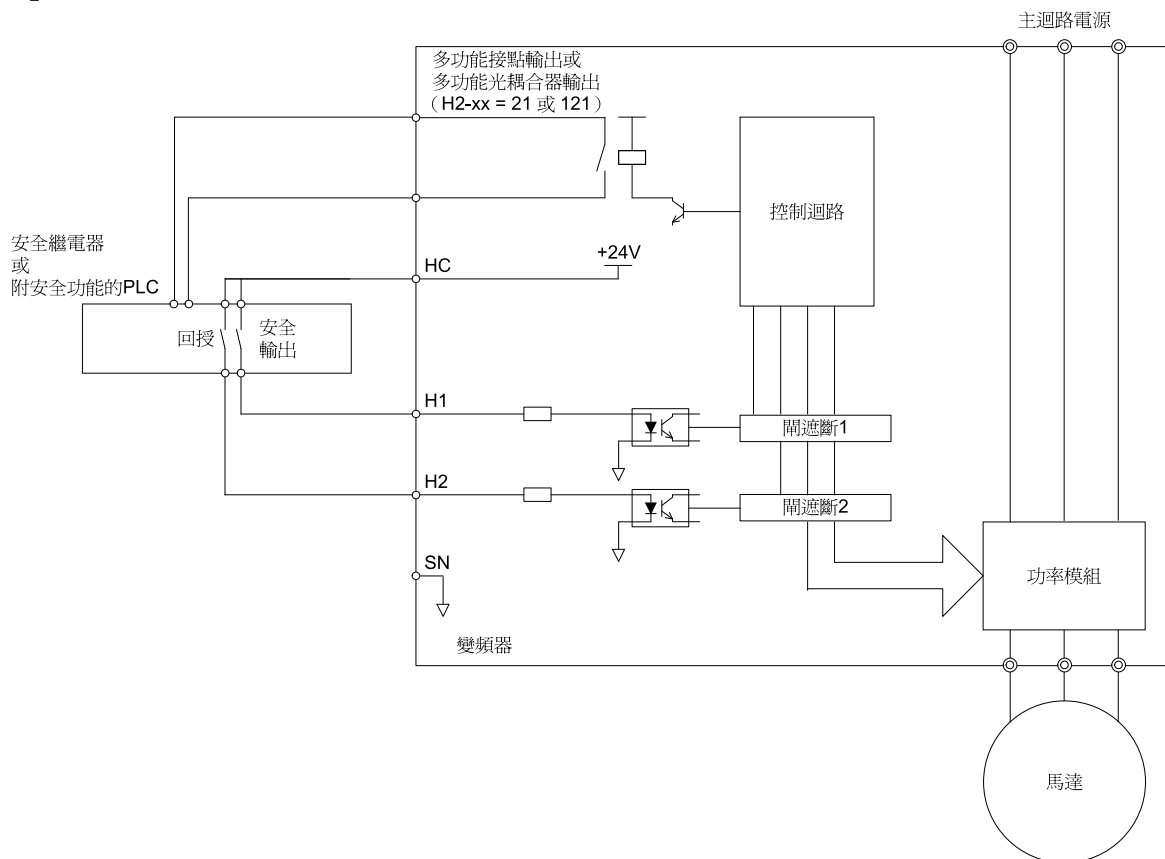 主迴路電源
多功能接點輸出或
多功能光耦合器輸出
（H2-xx = 21 或 121）
控制迴路
安全繼電器
或
附安全功能的PLC
HC
+24V
回授
安全
輸出
H1
閘遮斷1
H2
閘遮斷2
SN
功率模組
變頻器
馬達